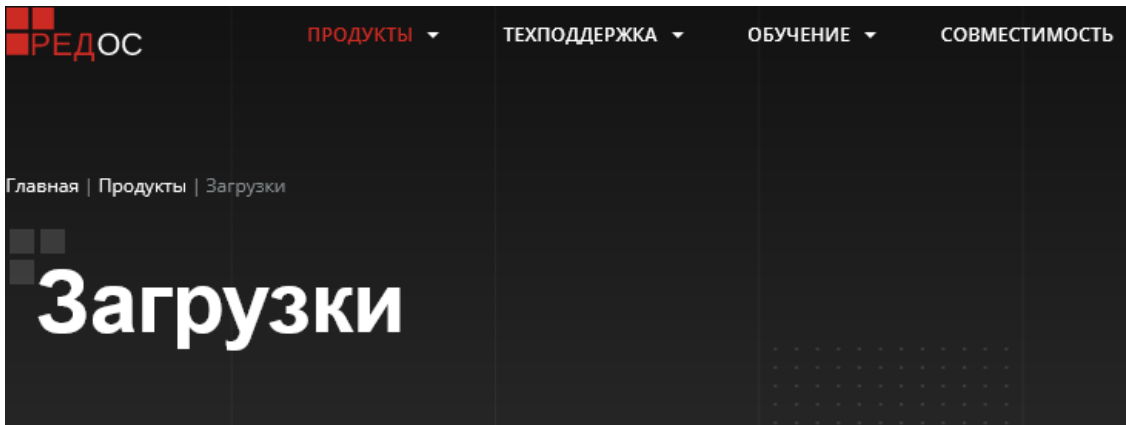 РЕДОС
ПРОДУКТЫ ТЕХПОДДЕРЖКА ОБУЧЕНИЕ СОВМЕСТИМОСТЬ
Главная | Продукты | Загрузки
Загрузки